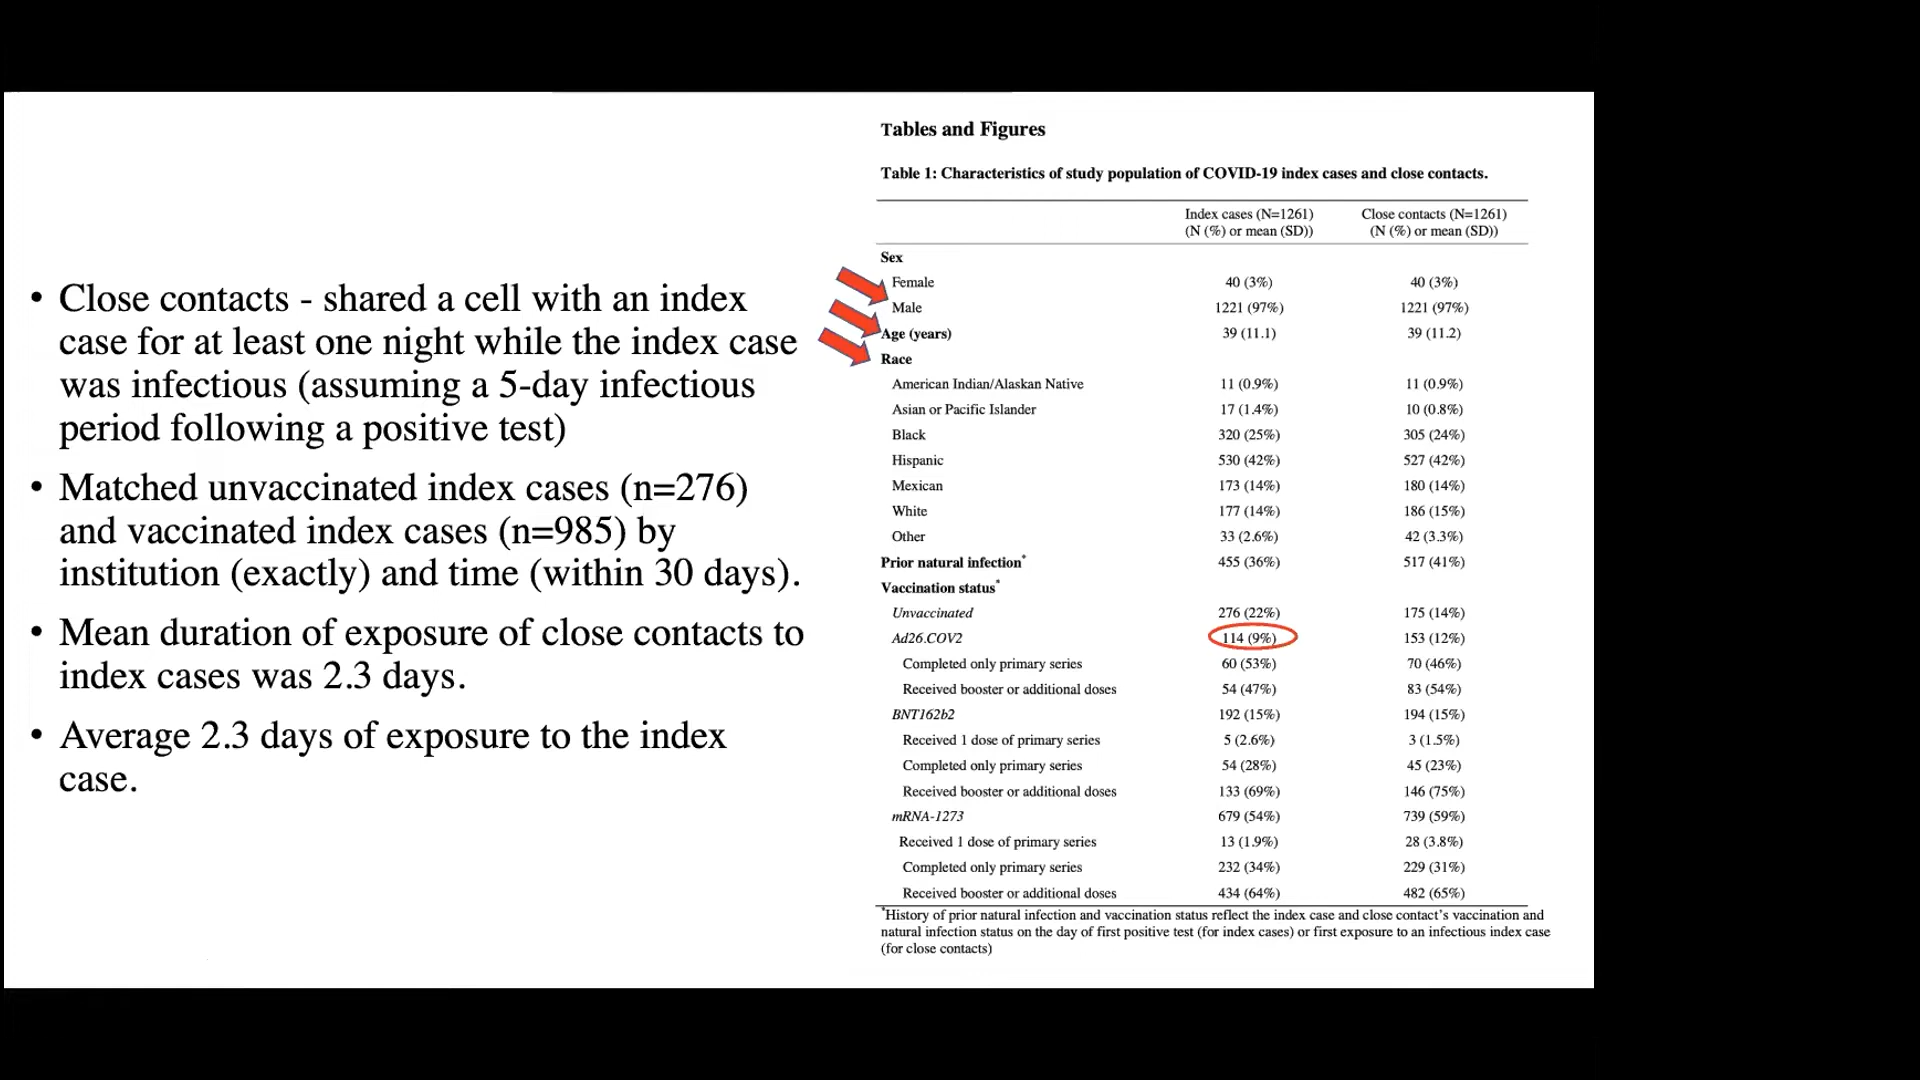 • Close contacts - shared a cell with an index
case for at least one night while the index case
was infectious (assuming a 5-day infectious
period following a positive test)
• Matched unvaccinated index cases (n=276)
and vaccinated index cases (n=985) by
institution (exactly) and time (within 30 days).
• Mean duration of exposure of close contacts to
index cases was 2.3 days.
• Average 2.3 days of exposure to the index
case.
Tables and Figures
Table 1: Characteristics of study population of COVID-19 index cases and close contacts.
Index cases (N=1261) Close contacts (N=1261)
(N (%) or mean (SD)) (N (%) or mean (SD))
Sex
Female 40 (3%) 40 (3%)
Male 1221 (97%) 1221 (97%)
Age (years) 39 (11.1) 39 (11.2)
Race
American Indian/Alaskan Native 11 (0.9%) 11 (0.9%)
Asian or Pacific Islander 17 (1.4%) 10 (0.8%)
Black 320 (25%) 305 (24%)
Hispanic 530 (42%) 527 (42%)
Mexican 173 (14%) 180 (14%)
White 177 (14%) 186 (15%)
Other 33 (2.6%) 42 (3.3%)
Prior natural infection* 455 (36%) 517 (41%)
Vaccination status*
Unvaccinated 276 (22%) 175 (14%)
Ad26.COV2 114 (9%) 153 (12%)
Completed only primary series 60 (53%) 70 (46%)
Received booster or additional doses 54 (47%) 83 (54%)
BNT162b2 192 (15%) 194 (15%)
Received 1 dose of primary series 5 (2.6%) 3 (1.5%)
Completed only primary series 54 (28%) 45 (23%)
Received booster or additional doses 133 (69%) 146 (75%)
mRNA-1273 679 (54%) 739 (59%)
Received 1 dose of primary series 13 (1.9%) 28 (3.8%)
Completed only primary series 232 (34%) 229 (31%)
Received booster or additional doses 434 (64%) 482 (65%)
*History of prior natural infection and vaccination status reflect the index case and close contact's vaccination and
natural infection status on the day of first positive test (for index cases) or first exposure to an infectious index case
(for close contacts)